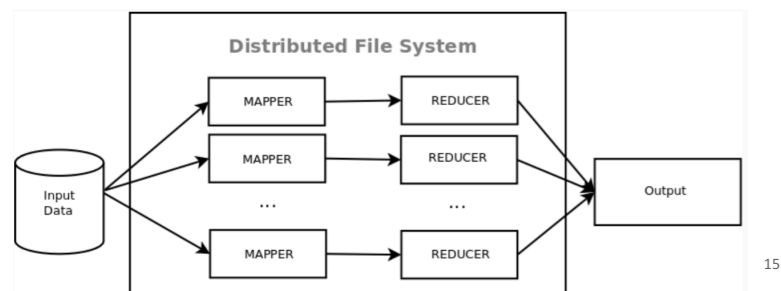 Distributed File System
MAPPER
REDUCER
MAPPER
REDUCER
Input
Data
...
...
Output
MAPPER
REDUCER
15